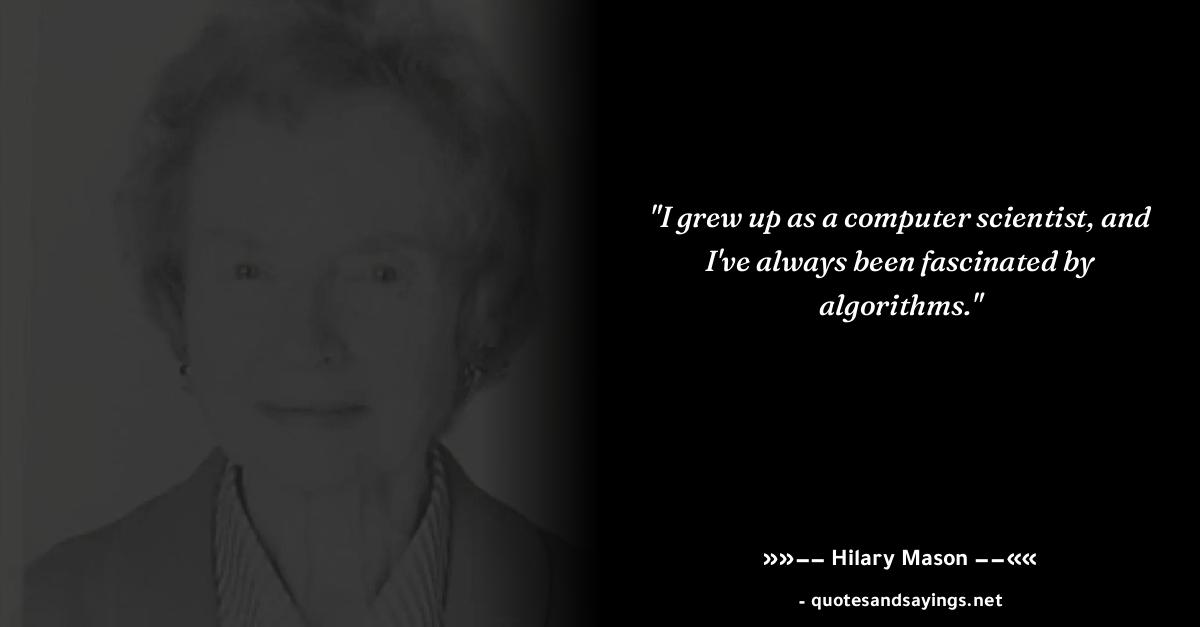 "I grew up as a computer scientist, and
I've always been fascinated by
algorithms."
»»−− Hilary Mason −−««
- quotesandsayings.net